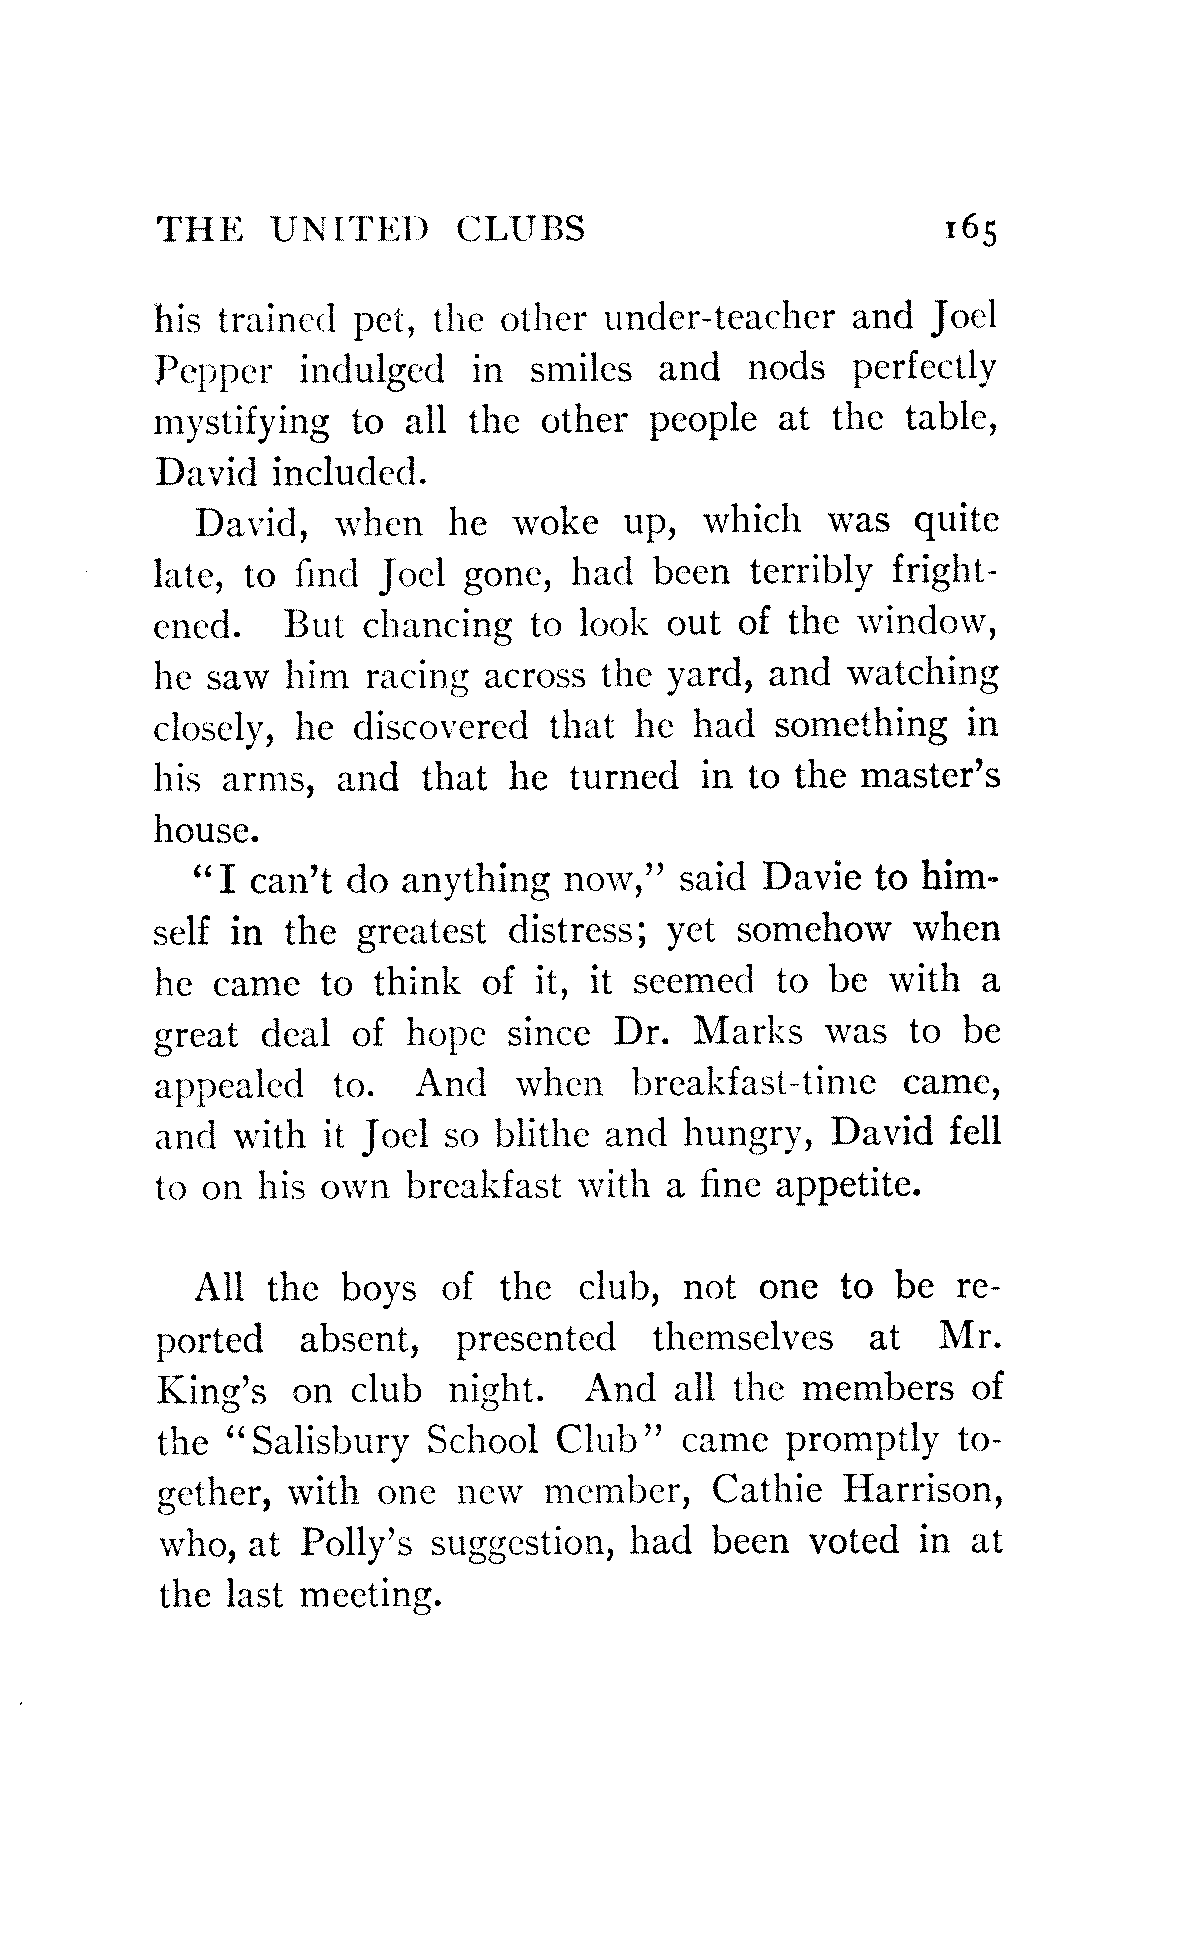 THE UNITED CLUBS 165
his trained pet, the other under-teacher and Joel
Pepper indulged in smiles and nods perfectly
mystifying to all the other people at the table,
David included.
David, when he woke up, which was quite
late, to find Joel gone, had been terribly fright-
ened. But chancing to look out of the window,
he saw him racing across the yard, and watching
closely, he discovered that he had something in
his arms, and that he turned in to the master's
house.
"I can't do anything now," said Davie to him-
self in the greatest distress; yet somehow when
he came to think of it, it seemed to be with a
great deal of hope since Dr. Marks was to be
appealed to. And when breakfast-time came,
and with it Joel so blithe and hungry, David fell
to on his own breakfast with a fine appetite.
All the boys of the club, not one to be re-
ported absent, presented themselves at Mr.
King's on club night. And all the members of
the "Salisbury School Club" came promptly to-
gether, with one new member, Cathie Harrison,
who, at Polly's suggestion, had been voted in at
the last meeting.